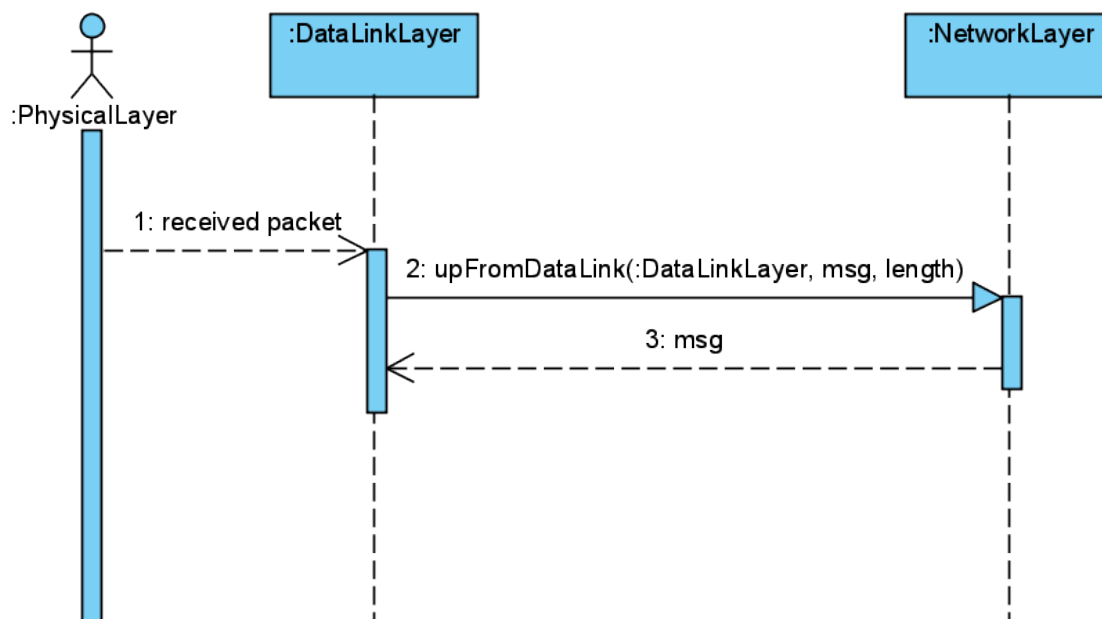 :DataLinkLayer
:NetworkLayer
:PhysicalLayer
1: received packet
2: upFromDataLink(:DataLinkLayer, msg, length)
3: msg